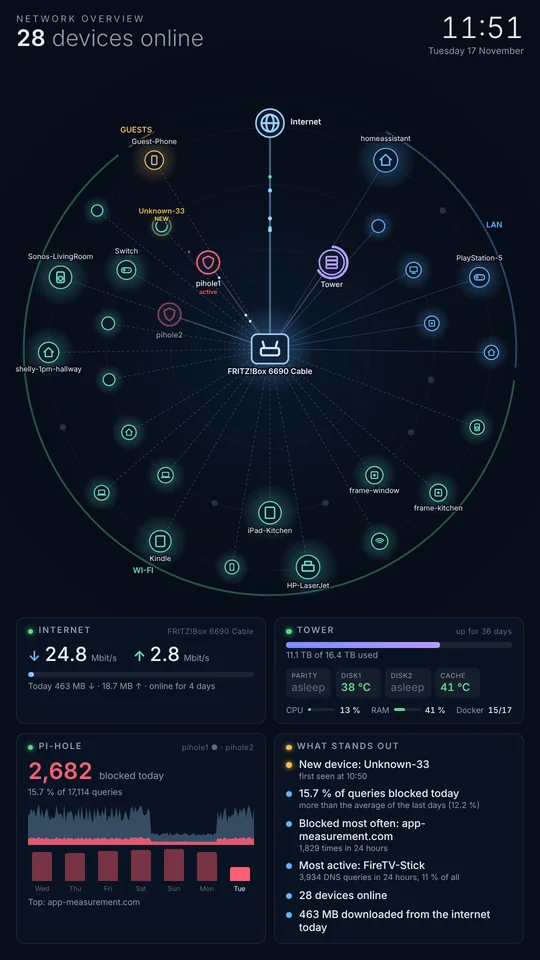 NETWORK OVERVIEW
28 devices online
11:51
Tuesday 17 November
Internet
GUESTS
Guest-Phone
homeassistant
Unknown-33
NEW
LAN
Sonos-LivingRoom
Switch
PlayStation-5
pihole1
active
Tower
pihole2
shelly-1pm-hallway
FRITZ!Box 6690 Cable
frame-window
frame-kitchen
iPad-Kitchen
Kindle
WI-FI
HP-LaserJet
INTERNET
FRITZ!Box 6690 Cable
↓ 24.8 Mbit/s ↑ 2.8 Mbit/s
Today 463 MB ↓ · 18.7 MB ↑ · online for 4 days
TOWER
up for 36 days
11.1 TB of 16.4 TB used
PARITY
asleep
DISK1
38 °C
DISK2
asleep
CACHE
41 °C
CPU 13 % RAM 41 % Docker 15/17
PI-HOLE
pihole1 · pihole2
2,682 blocked today
15.7 % of 17,114 queries
Wed Thu Fri Sat Sun Mon Tue
Top: app-measurement.com
WHAT STANDS OUT
New device: Unknown-33
first seen at 10:50
15.7 % of queries blocked today
more than the average of the last days (12.2 %)
Blocked most often: app-
measurement.com
1,829 times in 24 hours
Most active: FireTV-Stick
3,934 DNS queries in 24 hours, 11 % of all
28 devices online
463 MB downloaded from the internet
today